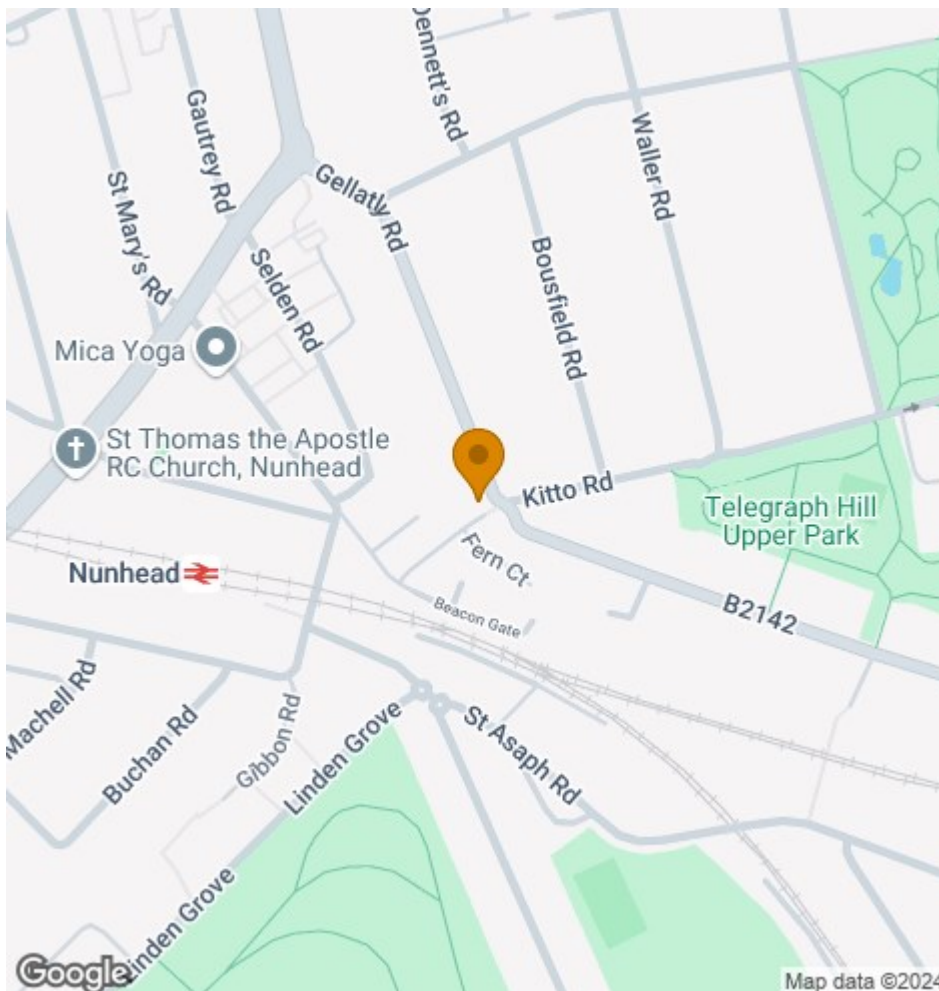 Dennett's Rd
Gautrey Rd
Waller Rd
Gellatly Rd
St Mary's Rd
Selden Rd
Bousfield Rd
Mica Yoga
St Thomas the Apostle
RC Church, Nunhead
Kitto Rd
Telegraph Hill
Upper Park
Fern Ct
Nunhead
Beacon Gate
B2142
Machell Rd
Buchan Rd
Gibbon Rd
Linden Grove
St Asaph Rd
Linden Grove
Google
Map data ©2024